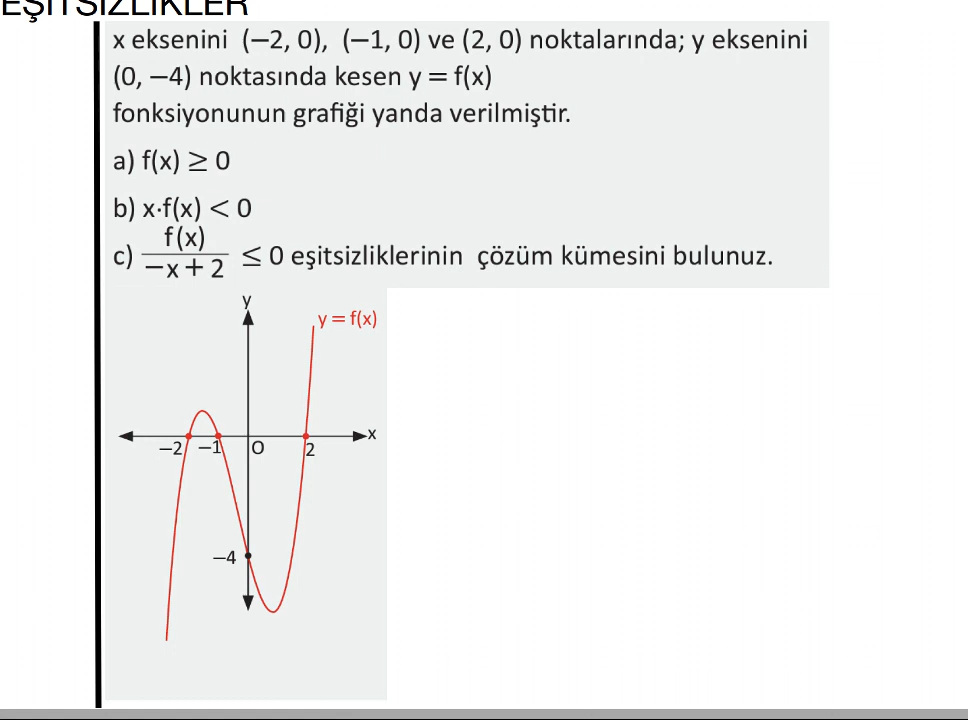 EŞİTSİZLİKLER
x eksenini (−2, 0), (−1, 0) ve (2, 0) noktalarında; y eksenini
(0, −4) noktasında kesen y = f(x)
fonksiyonunun grafiği yanda verilmiştir.
a) f(x) ≥ 0
b) x·f(x) < 0
c) f(x) / −x + 2 ≤ 0 eşitsizliklerinin çözüm kümesini bulunuz.
y
y = f(x)
x
−2 −1 O 2
−4